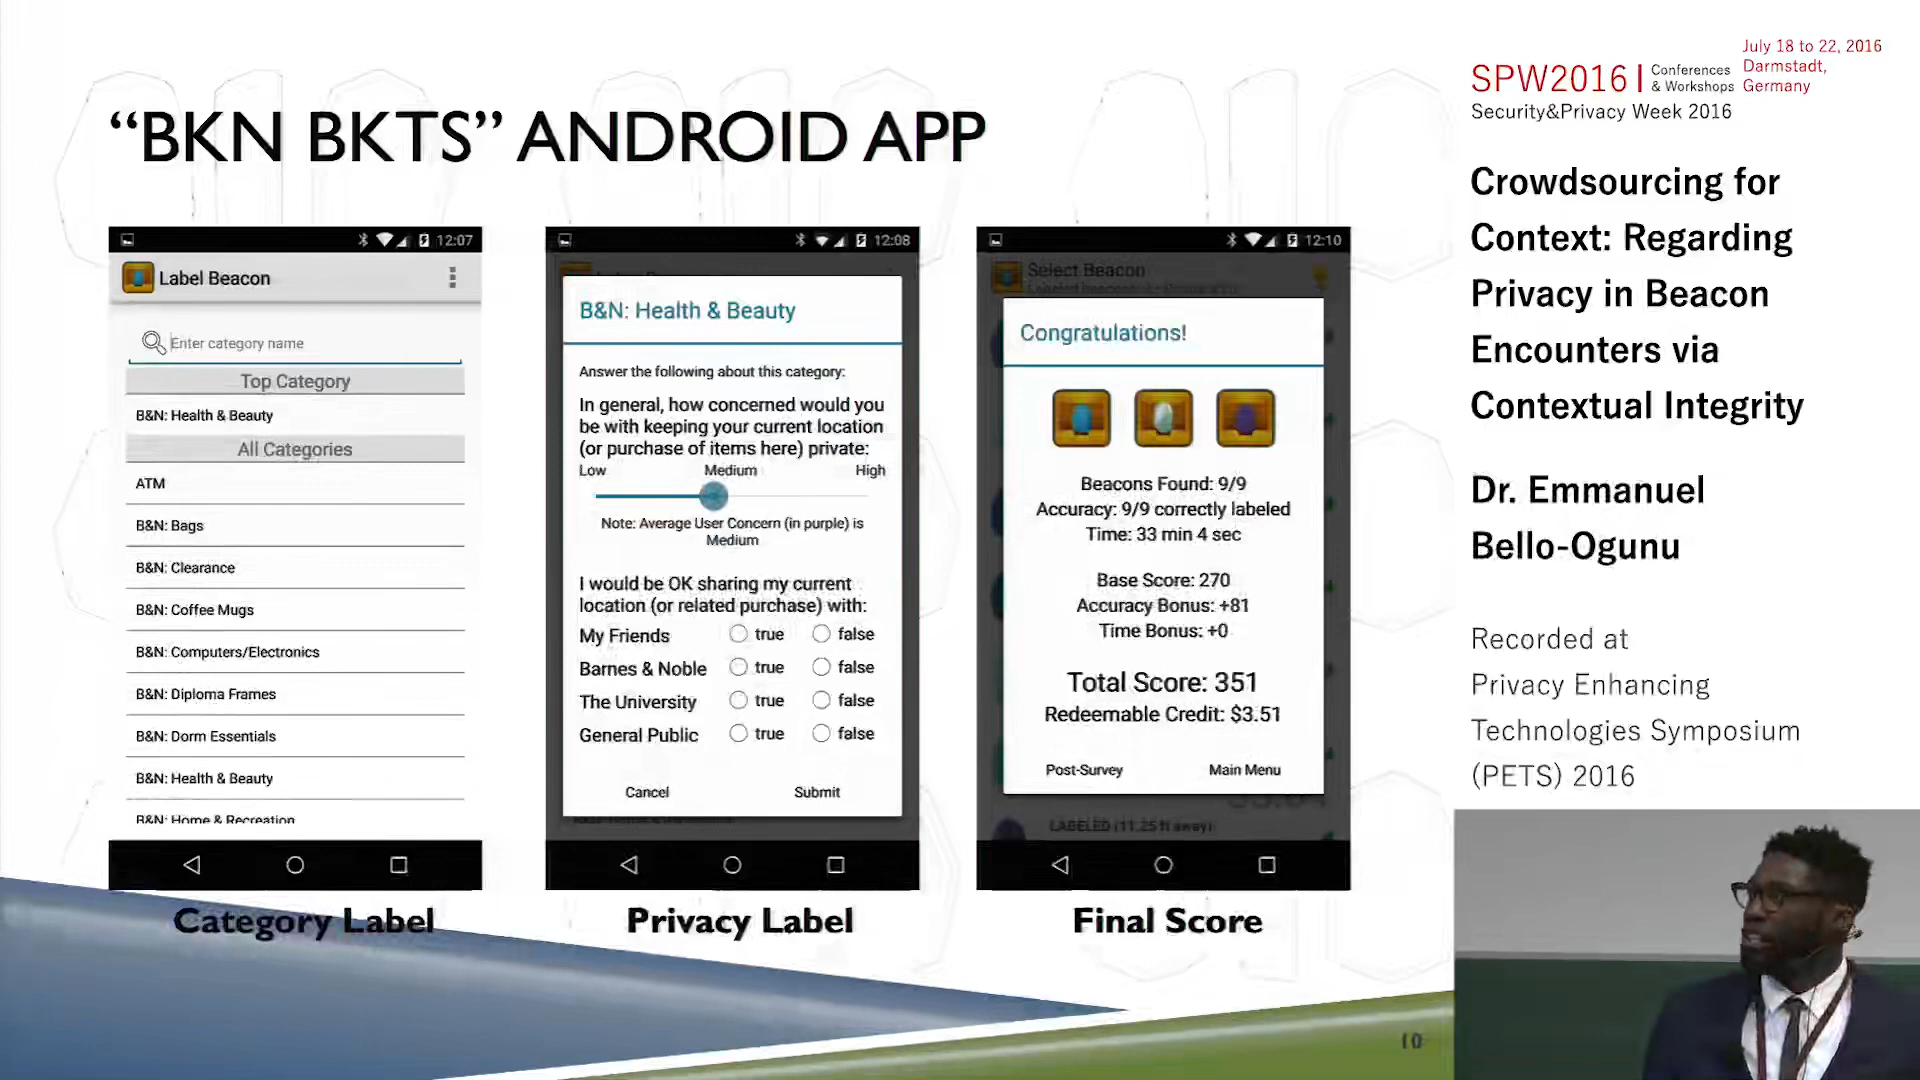 “BKN BKTS” ANDROID APP
12:07
Label Beacon
Enter category name
Top Category
B&N: Health & Beauty
All Categories
ATM
B&N: Bags
B&N: Clearance
B&N: Coffee Mugs
B&N: Computers/Electronics
B&N: Diploma Frames
B&N: Dorm Essentials
B&N: Health & Beauty
B&N: Home & Recreation
Category Label
12:08
B&N: Health & Beauty
Answer the following about this category:
In general, how concerned would you
be with keeping your current location
(or purchase of items here) private:
Low Medium High
Note: Average User Concern (in purple) is
Medium
I would be OK sharing my current
location (or related purchase) with:
My Friends true false
Barnes & Noble true false
The University true false
General Public true false
Cancel Submit
Privacy Label
12:10
Select Beacon
Congratulations!
Beacons Found: 9/9
Accuracy: 9/9 correctly labeled
Time: 33 min 4 sec
Base Score: 270
Accuracy Bonus: +81
Time Bonus: +0
Total Score: 351
Redeemable Credit: $3.51
Post-Survey Main Menu
LABELED (11.25 ft away)
Final Score
10
SPW2016 | Conferences & Workshops
July 18 to 22, 2016
Darmstadt,
Germany
Security&Privacy Week 2016
Crowdsourcing for
Context: Regarding
Privacy in Beacon
Encounters via
Contextual Integrity
Dr. Emmanuel
Bello-Ogunu
Recorded at
Privacy Enhancing
Technologies Symposium
(PETS) 2016